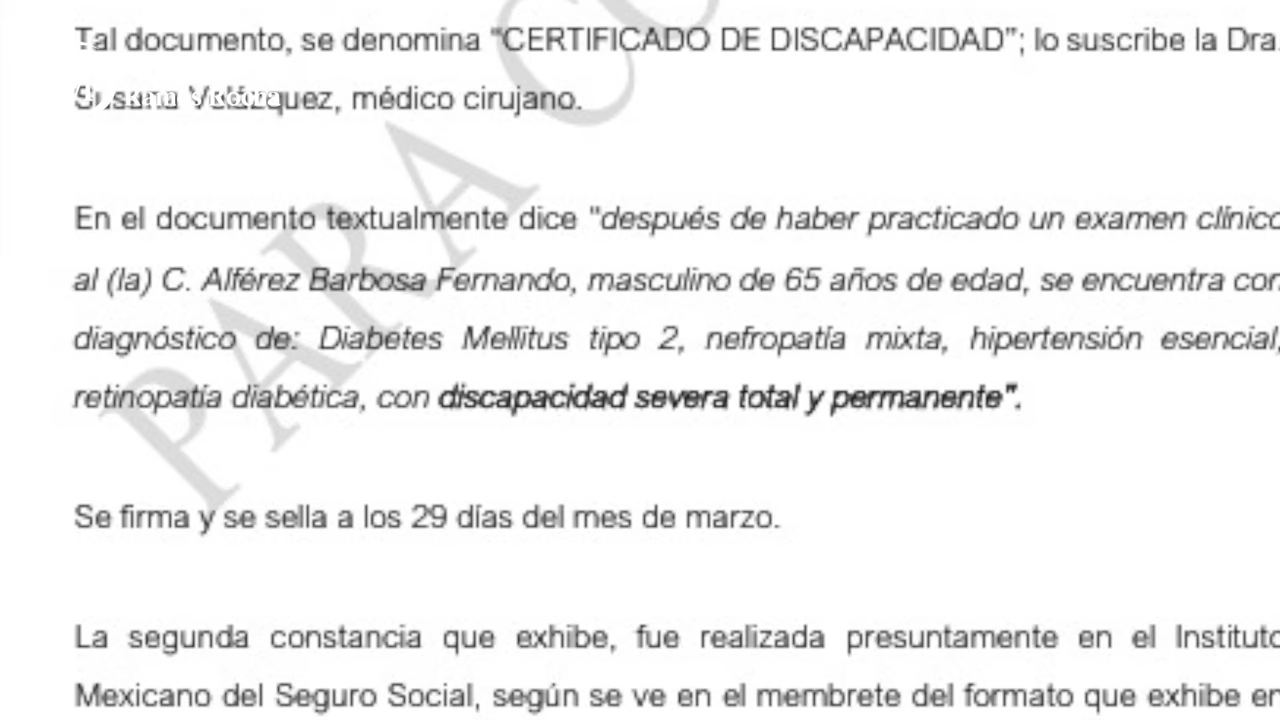 Tal documento, se denomina "CERTIFICADO DE DISCAPACIDAD"; lo suscribe la Dra.
Susana Velázquez, médico cirujano.
En el documento textualmente dice "después de haber practicado un examen clínico
al (la) C. Alférez Barbosa Fernando, masculino de 65 años de edad, se encuentra con
diagnóstico de: Diabetes Mellitus tipo 2, nefropatía mixta, hipertensión esencial,
retinopatía diabética, con discapacidad severa total y permanente".
Se firma y se sella a los 29 días del mes de marzo.
La segunda constancia que exhibe, fue realizada presuntamente en el Instituto
Mexicano del Seguro Social, según se ve en el membrete del formato que exhibe en
PARA CO